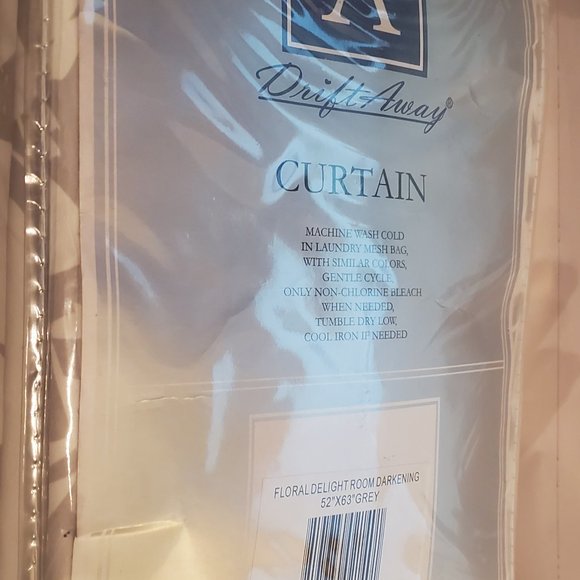 A
DriftAway®
CURTAIN
MACHINE WASH COLD
IN LAUNDRY MESH BAG,
WITH SIMILAR COLORS,
GENTLE CYCLE,
ONLY NON-CHLORINE BLEACH
WHEN NEEDED,
TUMBLE DRY LOW,
COOL IRON IF NEEDED
FLORAL DELIGHT ROOM DARKENING
52"X63"GREY